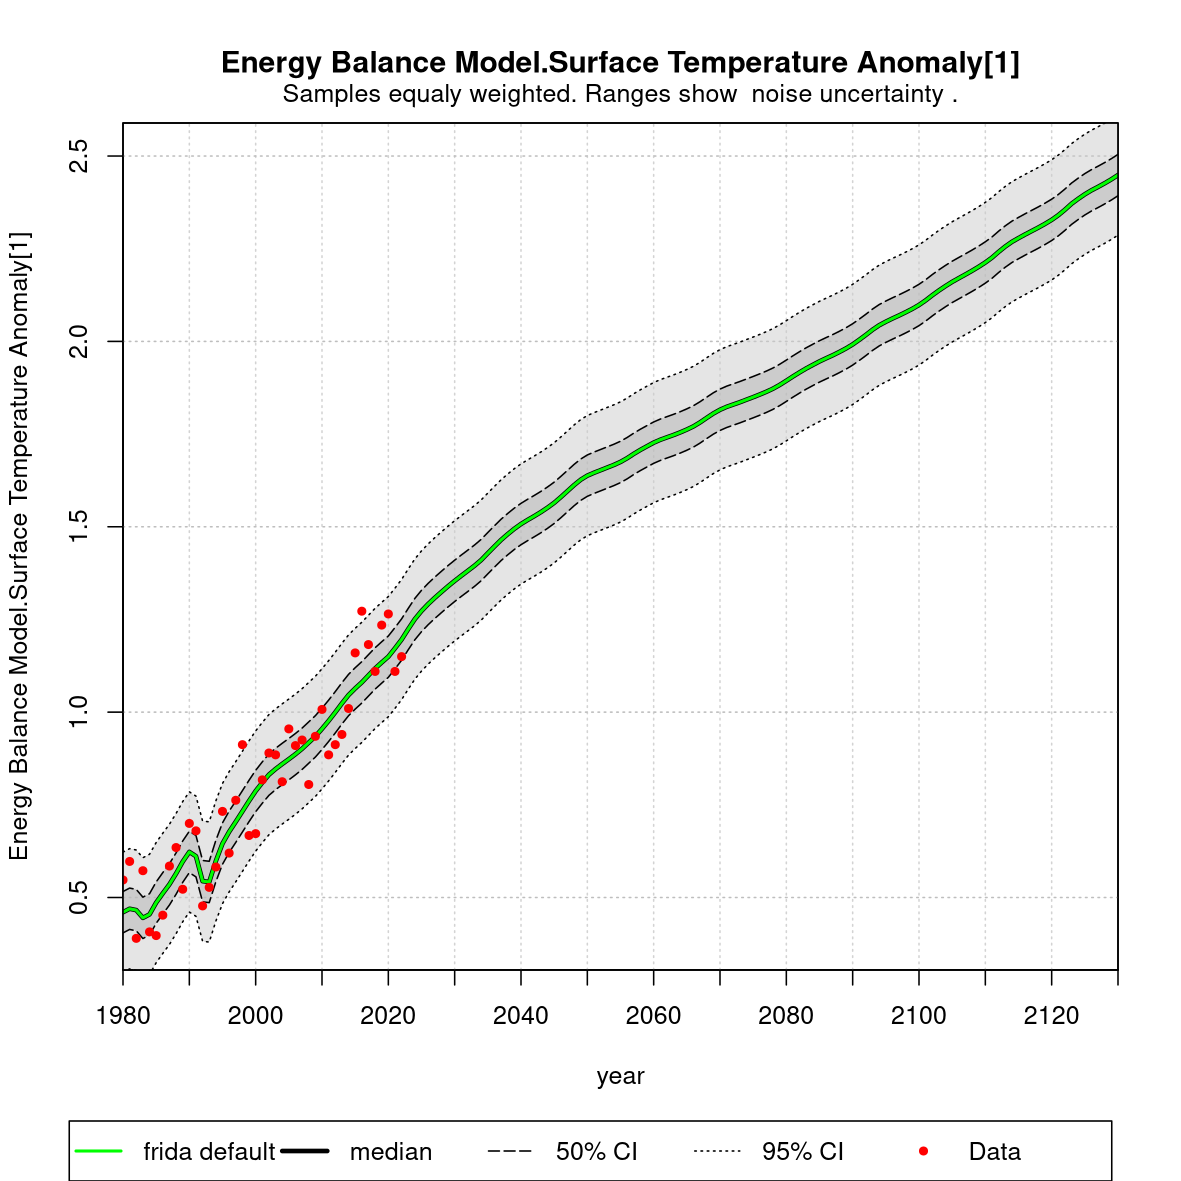 Energy Balance Model.Surface Temperature Anomaly[1]
Samples equaly weighted. Ranges show  noise uncertainty .
Energy Balance Model.Surface Temperature Anomaly[1]
2.5
2.0
1.5
1.0
0.5
1980 2000 2020 2040 2060 2080 2100 2120
year
frida default median 50% CI 95% CI Data